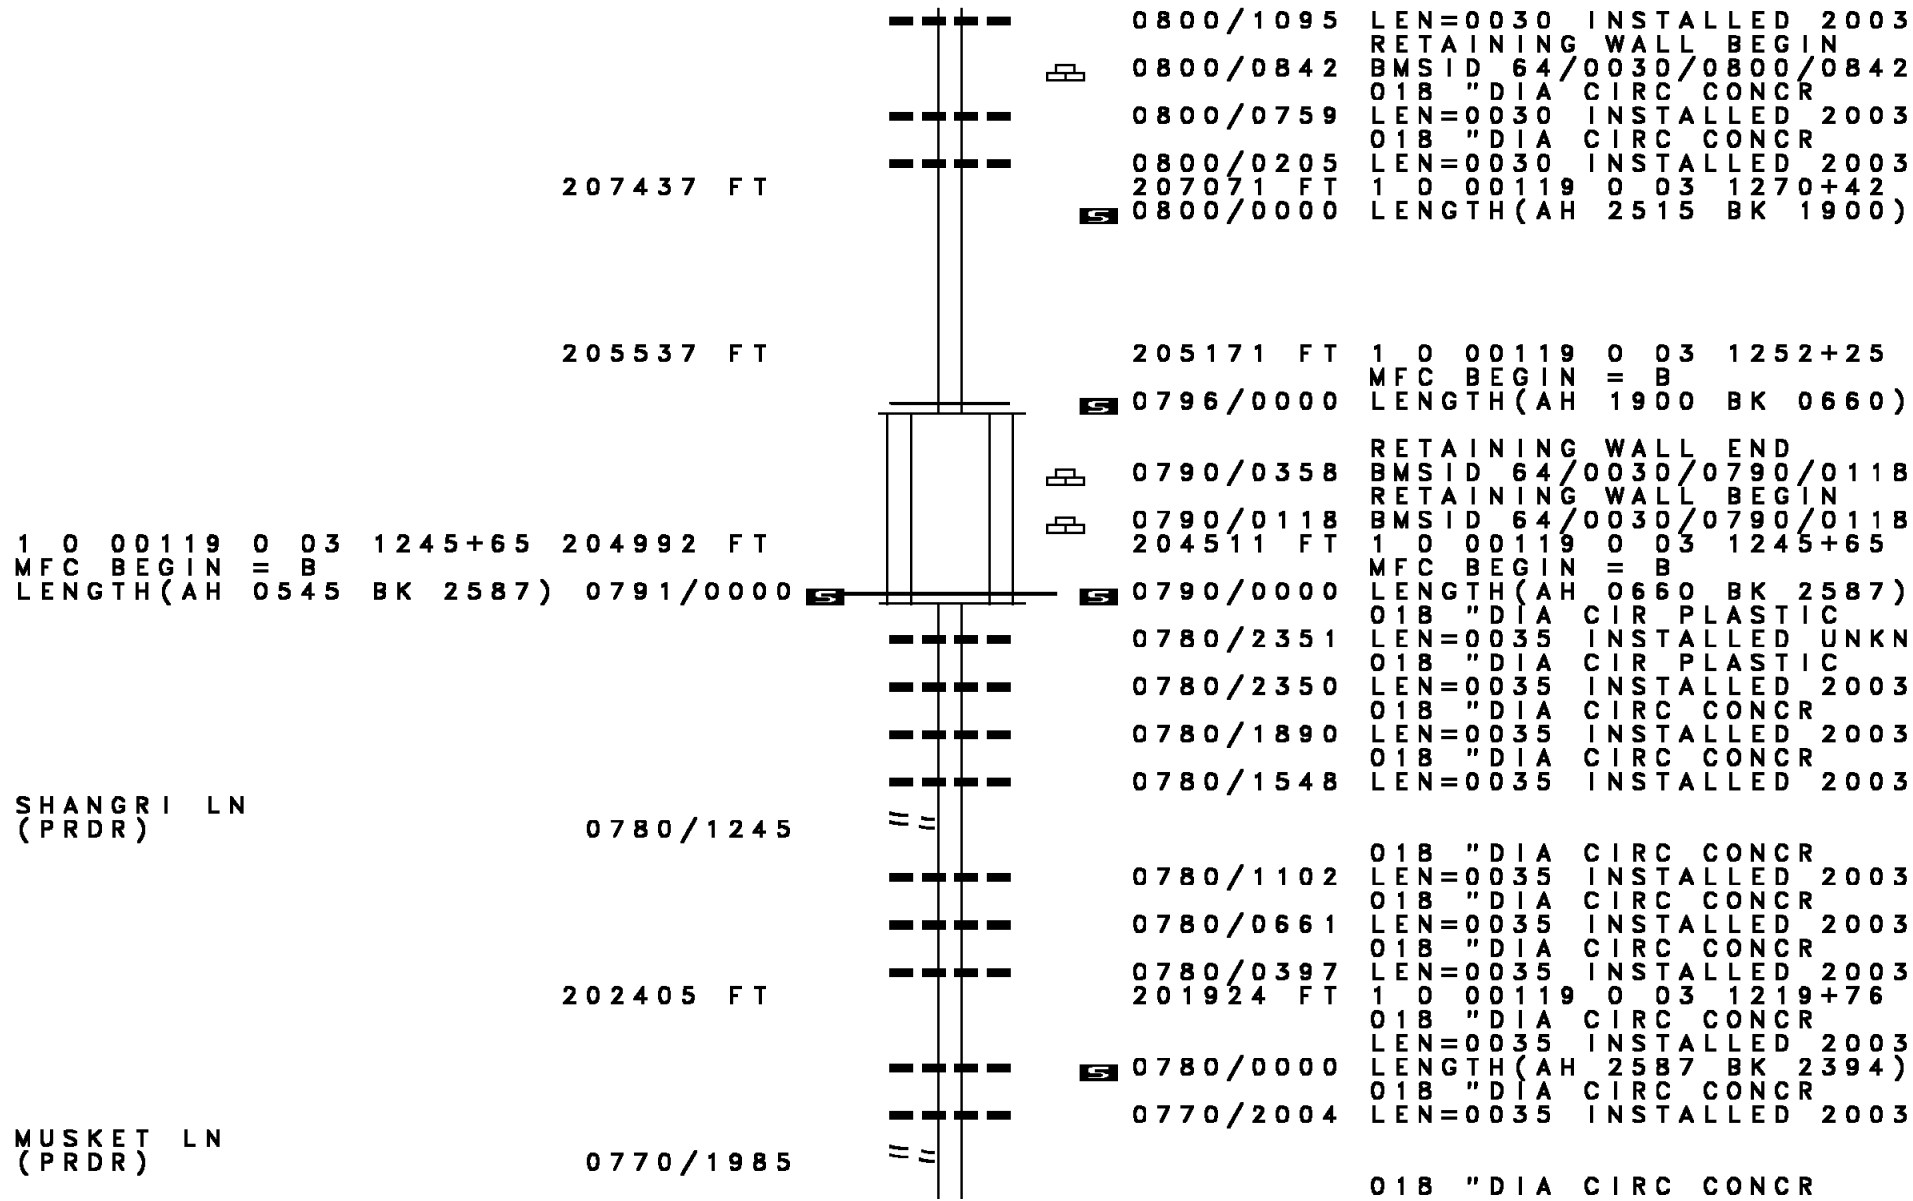 0800/1095 LEN=0030 INSTALLED 2003
RETAINING WALL BEGIN
0800/0842 BMSID 64/0030/0800/0842
018 "DIA CIRC CONCR
0800/0759 LEN=0030 INSTALLED 2003
018 "DIA CIRC CONCR
0800/0205 LEN=0030 INSTALLED 2003
207437 FT 207071 FT 1 0 00119 0 03 1270+42
S 0800/0000 LENGTH(AH 2515 BK 1900)
205537 FT 205171 FT 1 0 00119 0 03 1252+25
MFC BEGIN = B
S 0796/0000 LENGTH(AH 1900 BK 0660)
RETAINING WALL END
0790/0358 BMSID 64/0030/0790/0118
RETAINING WALL BEGIN
0790/0118 BMSID 64/0030/0790/0118
1 0 00119 0 03 1245+65 204992 FT 204511 FT 1 0 00119 0 03 1245+65
MFC BEGIN = B MFC BEGIN = B
LENGTH(AH 0545 BK 2587) 0791/0000 S S 0790/0000 LENGTH(AH 0660 BK 2587)
018 "DIA CIR PLASTIC
0780/2351 LEN=0035 INSTALLED UNKN
018 "DIA CIR PLASTIC
0780/2350 LEN=0035 INSTALLED 2003
018 "DIA CIRC CONCR
0780/1890 LEN=0035 INSTALLED 2003
018 "DIA CIRC CONCR
0780/1548 LEN=0035 INSTALLED 2003
SHANGRI LN
(PRDR) 0780/1245
018 "DIA CIRC CONCR
0780/1102 LEN=0035 INSTALLED 2003
018 "DIA CIRC CONCR
0780/0661 LEN=0035 INSTALLED 2003
018 "DIA CIRC CONCR
0780/0397 LEN=0035 INSTALLED 2003
202405 FT 201924 FT 1 0 00119 0 03 1219+76
018 "DIA CIRC CONCR
LEN=0035 INSTALLED 2003
S 0780/0000 LENGTH(AH 2587 BK 2394)
018 "DIA CIRC CONCR
0770/2004 LEN=0035 INSTALLED 2003
MUSKET LN
(PRDR) 0770/1985
018 "DIA CIRC CONCR